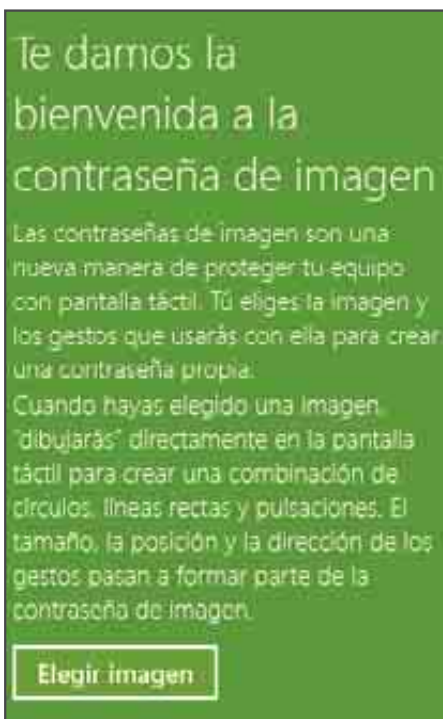 Te damos la
bienvenida a la
contraseña de imagen
Las contraseñas de imagen son una
nueva manera de proteger tu equipo
con pantalla táctil. Tú eliges la imagen y
los gestos que usarás con ella para crear
una contraseña propia.
Cuando hayas elegido una imagen,
"dibujarás" directamente en la pantalla
táctil para crear una combinación de
círculos, líneas rectas y pulsaciones. El
tamaño, la posición y la dirección de los
gestos pasan a formar parte de la
contraseña de imagen.
Elegir imagen